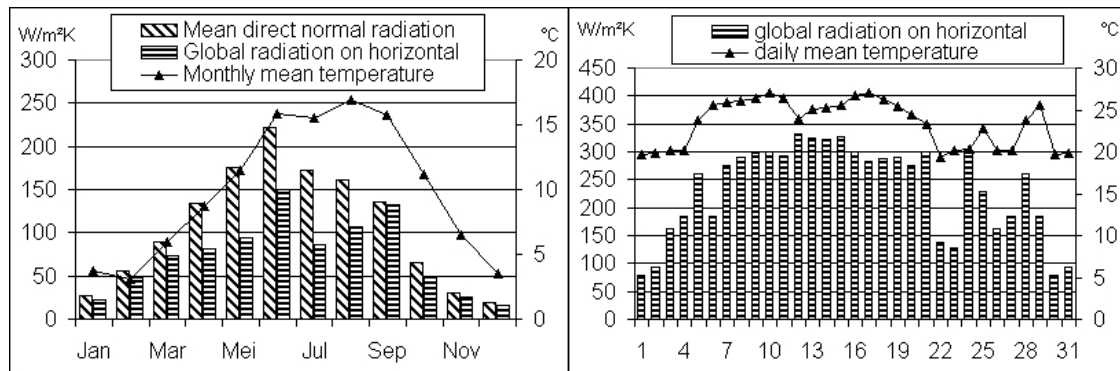 W/m²K
Mean direct normal radiation
Global radiation on horizontal
Monthly mean temperature
°C
300
250
200
150
100
50
0
20
15
10
5
0
Jan Mar Mei Jul Sep Nov
W/m²K
global radiation on horizontal
daily mean temperature
°C
450
400
350
300
250
200
150
100
50
0
30
25
20
15
10
5
0
1 4 7 10 13 16 19 22 25 28 31